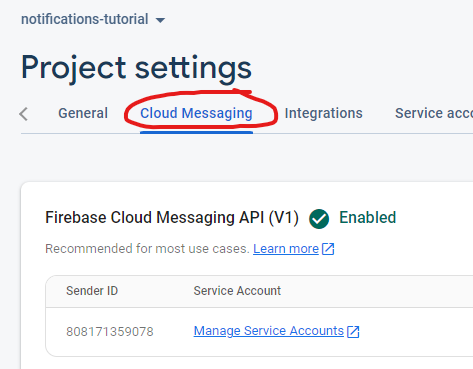 notifications-tutorial
Project settings
General Cloud Messaging Integrations Service acc
Firebase Cloud Messaging API (V1) Enabled
Recommended for most use cases. Learn more
Sender ID Service Account
808171359078 Manage Service Accounts